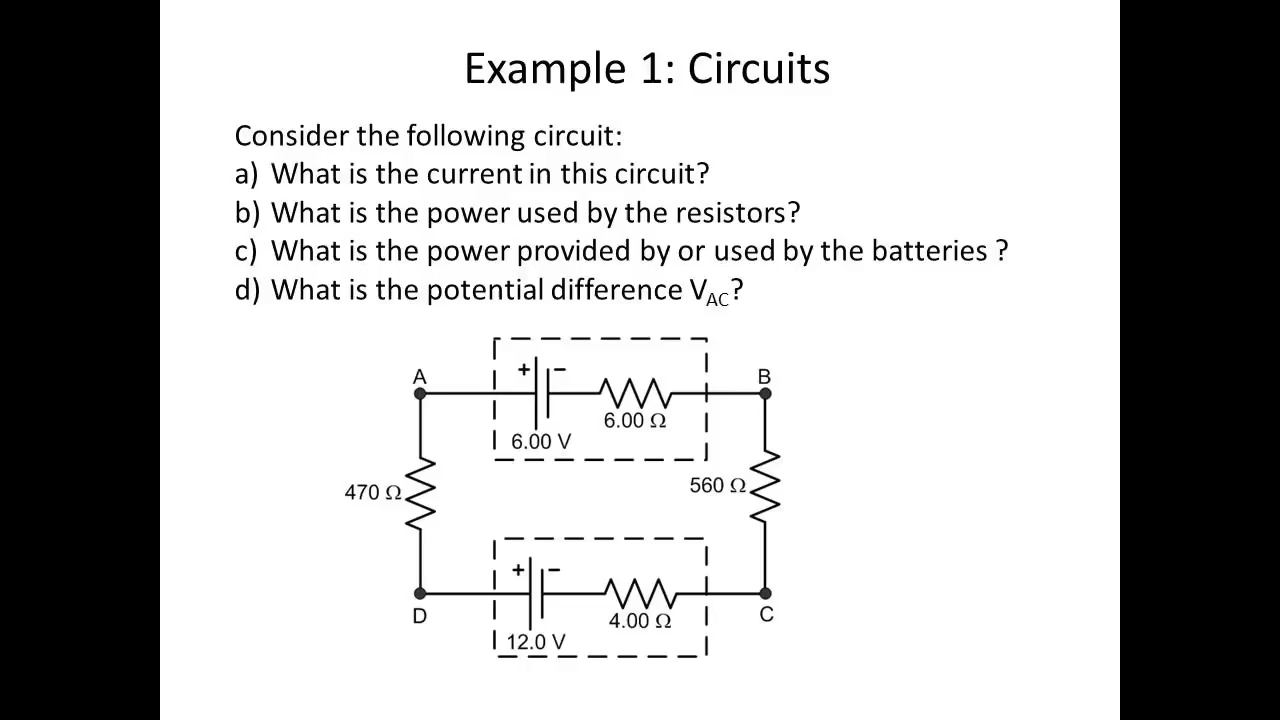 Example 1: Circuits
Consider the following circuit:
a) What is the current in this circuit?
b) What is the power used by the resistors?
c) What is the power provided by or used by the batteries ?
d) What is the potential difference V_AC?
A
+ −
B
6.00 Ω
6.00 V
470 Ω
560 Ω
+ −
D
4.00 Ω
C
12.0 V